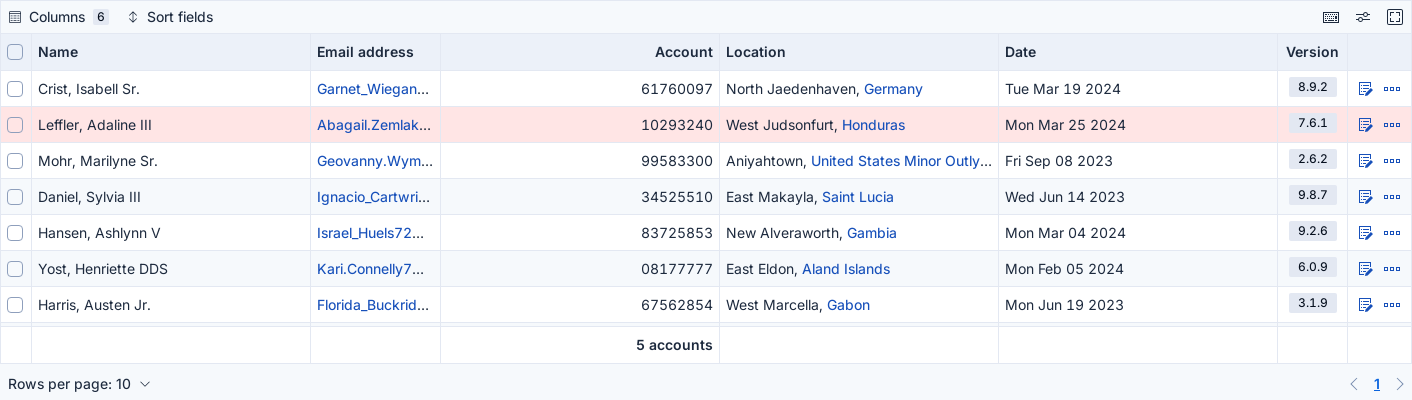 Columns 6 Sort fields
Name Email address Account Location Date Version
Crist, Isabell Sr. Garnet_Wiegan... 61760097 North Jaedenhaven, Germany Tue Mar 19 2024 8.9.2
Leffler, Adaline III Abagail.Zemlak... 10293240 West Judsonfurt, Honduras Mon Mar 25 2024 7.6.1
Mohr, Marilyne Sr. Geovanny.Wym... 99583300 Aniyahtown, United States Minor Outly... Fri Sep 08 2023 2.6.2
Daniel, Sylvia III Ignacio_Cartwri... 34525510 East Makayla, Saint Lucia Wed Jun 14 2023 9.8.7
Hansen, Ashlynn V Israel_Huels72... 83725853 New Alveraworth, Gambia Mon Mar 04 2024 9.2.6
Yost, Henriette DDS Kari.Connelly7... 08177777 East Eldon, Aland Islands Mon Feb 05 2024 6.0.9
Harris, Austen Jr. Florida_Buckrid... 67562854 West Marcella, Gabon Mon Jun 19 2023 3.1.9
5 accounts
Rows per page: 10 1